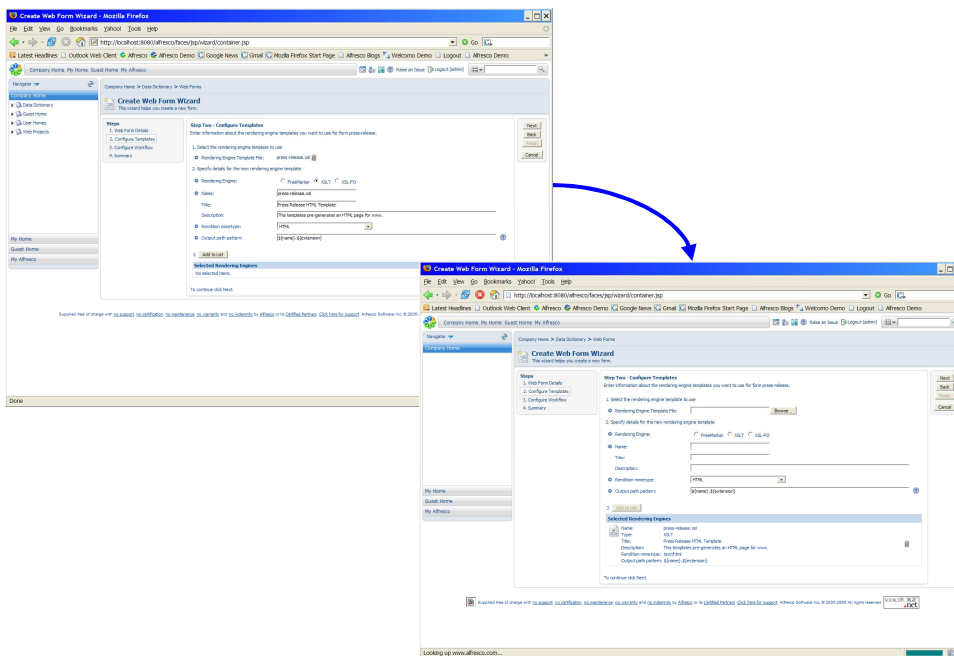 Create Web Form Wizard - Mozilla Firefox
File Edit View Go Bookmarks Yahoo! Tools Help
http://localhost:8080/alfresco/faces/jsp/wizard/container.jsp Go
Latest Headlines Outlook Web Client Alfresco Alfresco Demo Google News Gmail Mozilla Firefox Start Page Alfresco Blogs Welcome Demo Logout Alfresco Demo
Company Home My Home Guest Home My Alfresco Raise an Issue Logout (admin)
Navigator
Company Home > Data Dictionary > Web Forms
Company Home
Data Dictionary
Guest Home
User Homes
Web Projects
Create Web Form Wizard
This wizard helps you create a new form.
Steps
1. Web Form Details
2. Configure Templates
3. Configure Workflow
4. Summary
Step Two - Configure Templates
Enter information about the rendering engine templates you want to use for form press-release.
1. Select the rendering engine template to use
Rendering Engine Template File: press-release.xsl
2. Specify details for the new rendering engine template
Rendering Engine: FreeMarker XSLT XSL-FO
Name: press-release.xsl
Title: Press Release HTML Template
Description: This templates pre-generates an HTML page for www.
Rendition mimetype: HTML
Output path pattern: ${name}.${extension}
3. Add to List
Selected Rendering Engines
No selected items.
To continue click Next.
Next
Back
Finish
Cancel
My Home
Guest Home
My Alfresco
Supplied free of charge with no support, no certification, no maintenance, no warranty and no indemnity by Alfresco or its Certified Partners. Click here for support. Alfresco Software Inc. © 2005-
Done
Create Web Form Wizard - Mozilla Firefox
File Edit View Go Bookmarks Yahoo! Tools Help
http://localhost:8080/alfresco/faces/jsp/wizard/container.jsp Go
Latest Headlines Outlook Web Client Alfresco Alfresco Demo Google News Gmail Mozilla Firefox Start Page Alfresco Blogs Welcome Demo Logout Alfresco Demo
Company Home My Home Guest Home My Alfresco Raise an Issue Logout (admin)
Navigator
Company Home > Data Dictionary > Web Forms
Company Home
Create Web Form Wizard
This wizard helps you create a new form.
Steps
1. Web Form Details
2. Configure Templates
3. Configure Workflow
4. Summary
Step Two - Configure Templates
Enter information about the rendering engine templates you want to use for form press-release.
1. Select the rendering engine template to use
Rendering Engine Template File: Browse...
2. Specify details for the new rendering engine template
Rendering Engine: FreeMarker XSLT XSL-FO
Name:
Title:
Description:
Rendition mimetype: HTML
Output path pattern: ${name}.${extension}
3. Add to List
Selected Rendering Engines
Name: press-release.xsl
Type: XSLT
Title: Press Release HTML Template
Description: This templates pre-generates an HTML page for www.
Rendition mimetype: text/html
Output path pattern: ${name}.${extension}
To continue click Next.
Next
Back
Finish
Cancel
My Home
Guest Home
My Alfresco
Supplied free of charge with no support, no certification, no maintenance, no warranty and no indemnity by Alfresco or its Certified Partners. Click here for support. Alfresco Software Inc. © 2005-2006 All rights reserved.
.net
Looking up www.alfresco.com...